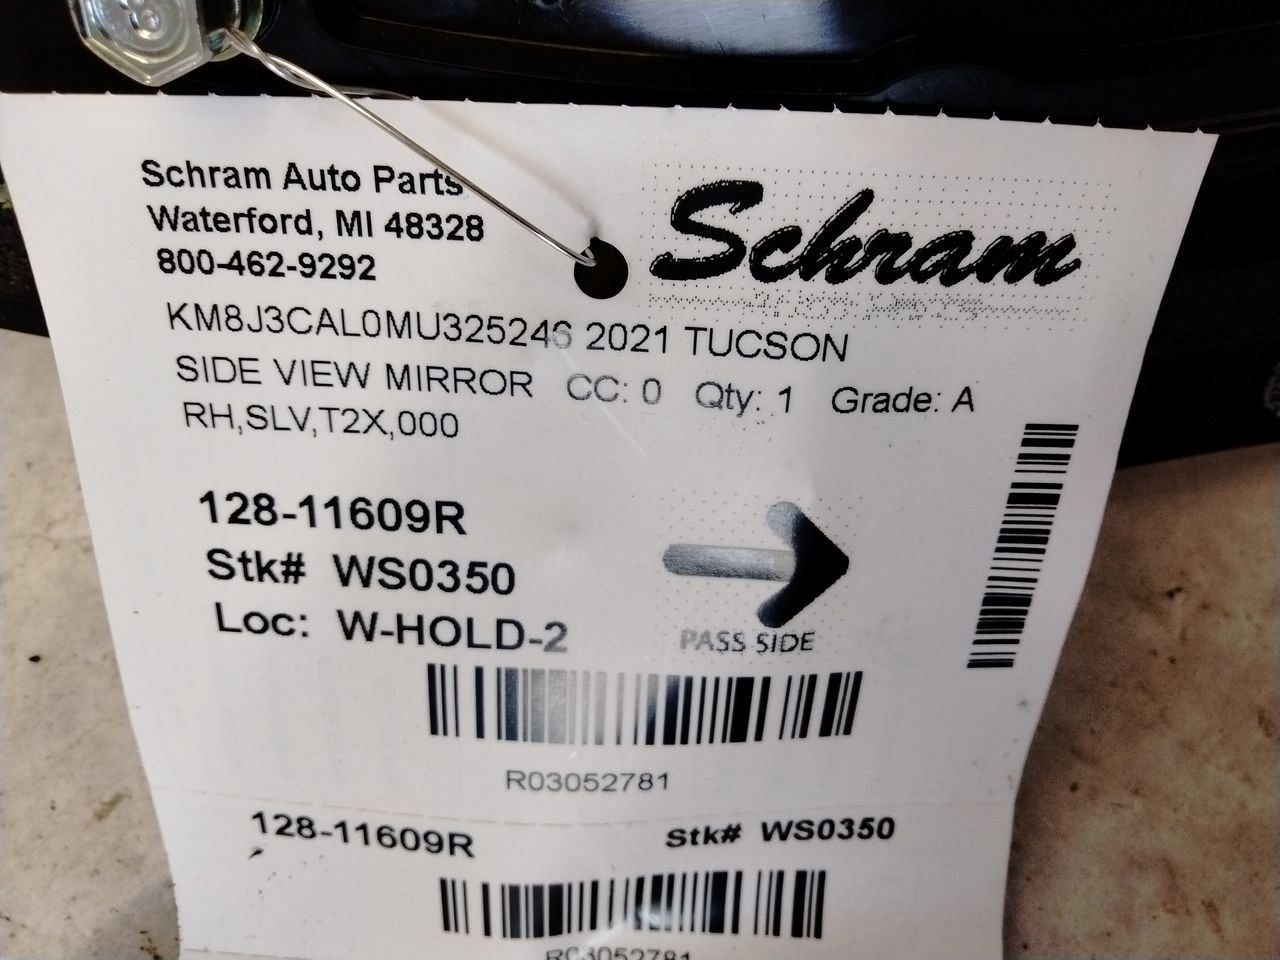 Schram Auto Parts
Waterford, MI 48328
800-462-9292
Schram
KM8J3CAL0MU325246 2021 TUCSON
SIDE VIEW MIRROR CC: 0 Qty: 1 Grade: A
RH,SLV,T2X,000
128-11609R
Stk# WS0350
Loc: W-HOLD-2
PASS SIDE
R03052781
128-11609R Stk# WS0350
R03052781